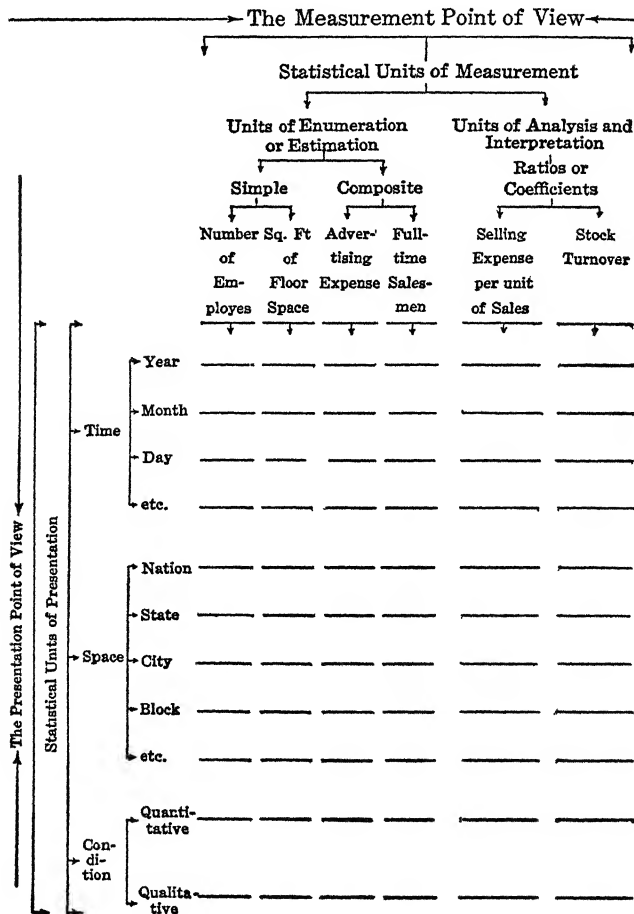 The Measurement Point of View
Statistical Units of Measurement
Units of Enumeration
or Estimation
Units of Analysis and
Interpretation
Ratios or
Coefficients
Simple
Composite
Number
of
Em-
ployes
Sq. Ft
of
Floor
Space
Adver-
tising
Expense
Full-
time
Sales-
men
Selling
Expense
per unit
of Sales
Stock
Turnover
The Presentation Point of View
Statistical Units of Presentation
Time
Year
Month
Day
etc.
Space
Nation
State
City
Block
etc.
Con-
di-
tion
Quanti-
tative
Qualita-
tive